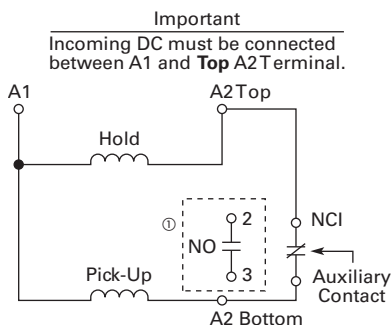 Important
Incoming DC must be connected
between A1 and Top A2 Terminal.
A1
A2 Top
Hold
①
2
NO
3
NCI
Pick-Up
Auxiliary
Contact
A2 Bottom